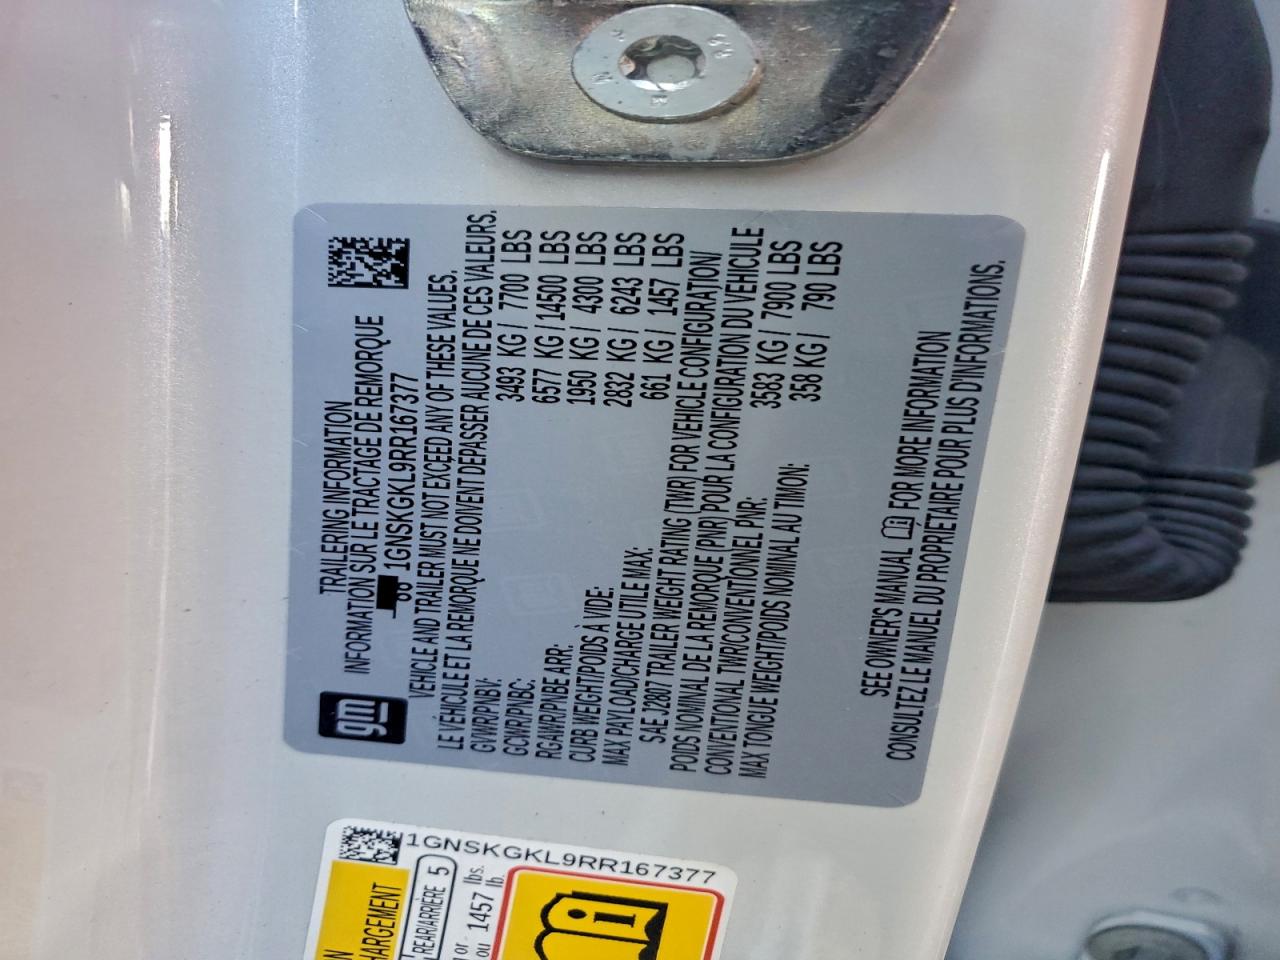 gm
TRAILERING INFORMATION
INFORMATION SUR LE TRACTAGE DE REMORQUE
1GNSKGKL9RR167377
VEHICLE AND TRAILER MUST NOT EXCEED ANY OF THESE VALUES.
LE VÉHICULE ET LA REMORQUE NE DOIVENT DÉPASSER AUCUNE DE CES VALEURS.
GVWR/PNBV: 3493 KG / 7700 LBS
GCWR/PNBC: 6577 KG / 14500 LBS
RGAWR/PNBE ARR: 1950 KG / 4300 LBS
CURB WEIGHT/POIDS À VIDE: 2832 KG / 6243 LBS
MAX PAYLOAD/CHARGE UTILE MAX: 661 KG / 1457 LBS
SAE J2807 TRAILER WEIGHT RATING (TWR) FOR VEHICLE CONFIGURATION/
POIDS NOMINAL DE LA REMORQUE (PNR) POUR LA CONFIGURATION DU VÉHICULE
CONVENTIONAL TWR/CONVENTIONNEL PNR: 3583 KG / 7900 LBS
MAX TONGUE WEIGHT/POIDS NOMINAL AU TIMON: 358 KG / 790 LBS
SEE OWNER'S MANUAL FOR MORE INFORMATION
CONSULTEZ LE MANUEL DU PROPRIÉTAIRE POUR PLUS D'INFORMATIONS.
1GNSKGKL9RR167377
HARGEMENT
REAR/ARRIÈRE 5
or
ou 1457 lbs.
lb.
i